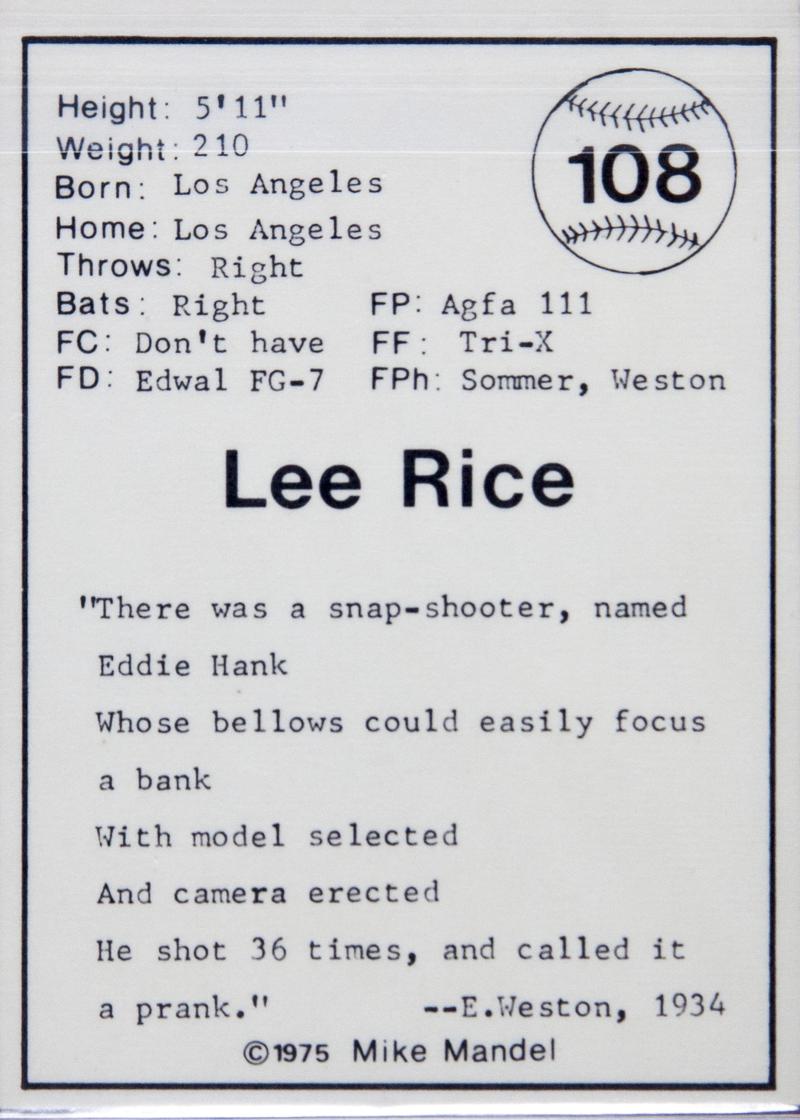 Height: 5'11"
108
Weight: 210
Born: Los Angeles
Home: Los Angeles
Throws: Right
Bats: Right FP: Agfa 111
FC: Don't have FF: Tri-X
FD: Edwal FG-7 FPh: Sommer, Weston
Lee Rice
"There was a snap-shooter, named
Eddie Hank
Whose bellows could easily focus
a bank
With model selected
And camera erected
He shot 36 times, and called it
a prank." --E.Weston, 1934
©1975 Mike Mandel